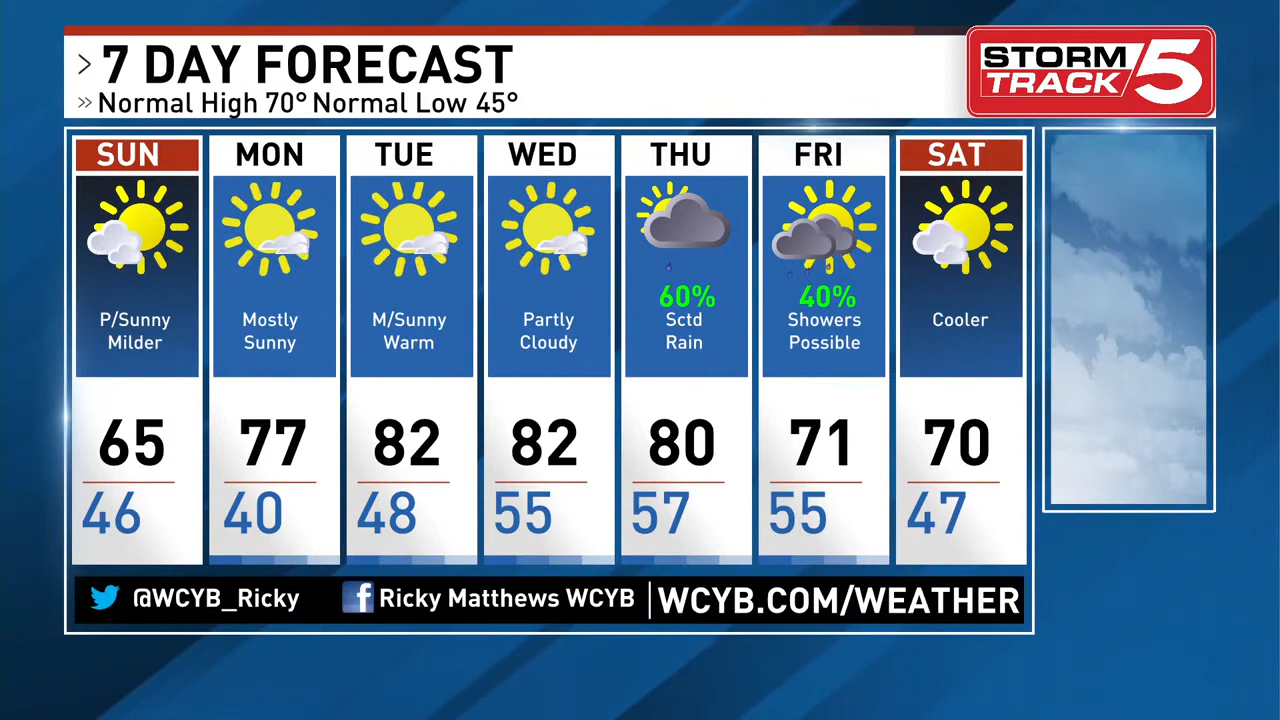 > 7 DAY FORECAST
» Normal High 70° Normal Low 45°
STORM
TRACK 5
SUN
P/Sunny
Milder
65
46
MON
Mostly
Sunny
77
40
TUE
M/Sunny
Warm
82
48
WED
Partly
Cloudy
82
55
THU
60%
Sctd
Rain
80
57
FRI
40%
Showers
Possible
71
55
SAT
Cooler
70
47
@WCYB_Ricky
f Ricky Matthews WCYB
WCYB.COM/WEATHER